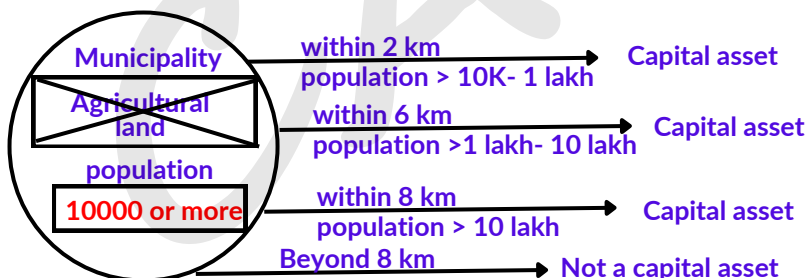 Municipality
Agricultural
land
population
10000 or more
within 2 km
population > 10K- 1 lakh
Capital asset
within 6 km
population >1 lakh- 10 lakh
Capital asset
within 8 km
population > 10 lakh
Capital asset
Beyond 8 km
Not a capital asset